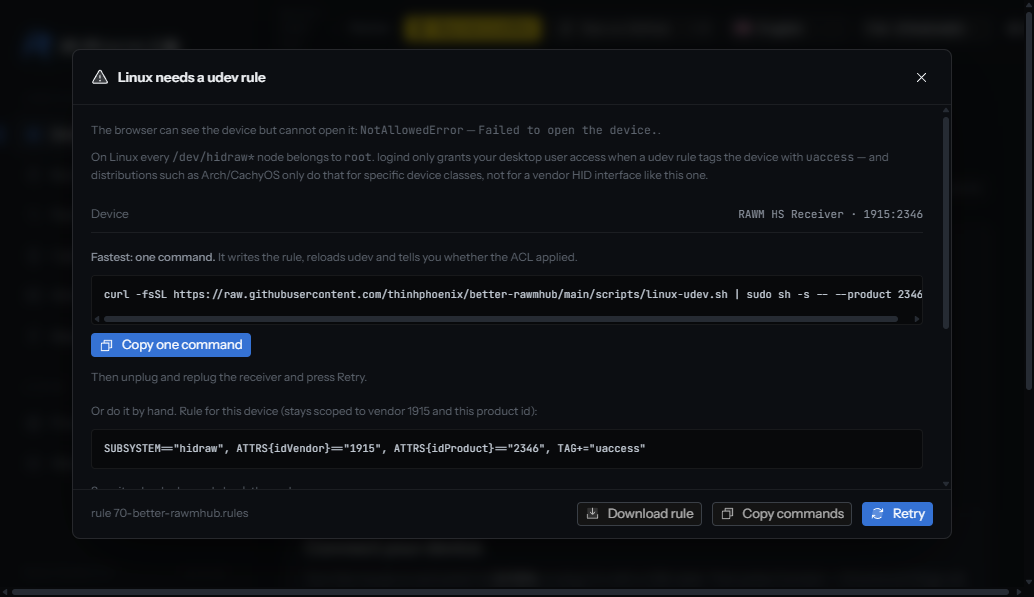 Linux needs a udev rule
The browser can see the device but cannot open it: NotAllowedError — Failed to open the device..
On Linux every /dev/hidraw* node belongs to root. logind only grants your desktop user access when a udev rule tags the device with uaccess — and
distributions such as Arch/CachyOS only do that for specific device classes, not for a vendor HID interface like this one.
Device
RAWM HS Receiver · 1915:2346
Fastest: one command. It writes the rule, reloads udev and tells you whether the ACL applied.
curl -fsSL https://raw.githubusercontent.com/thinhphoenix/better-rawmhub/main/scripts/linux-udev.sh | sudo sh -s -- --product 2346
Copy one command
Then unplug and replug the receiver and press Retry.
Or do it by hand. Rule for this device (stays scoped to vendor 1915 and this product id):
SUBSYSTEM=="hidraw", ATTRS{idVendor}=="1915", ATTRS{idProduct}=="2346", TAG+="uaccess"
rule 70-better-rawmhub.rules
Download rule
Copy commands
Retry